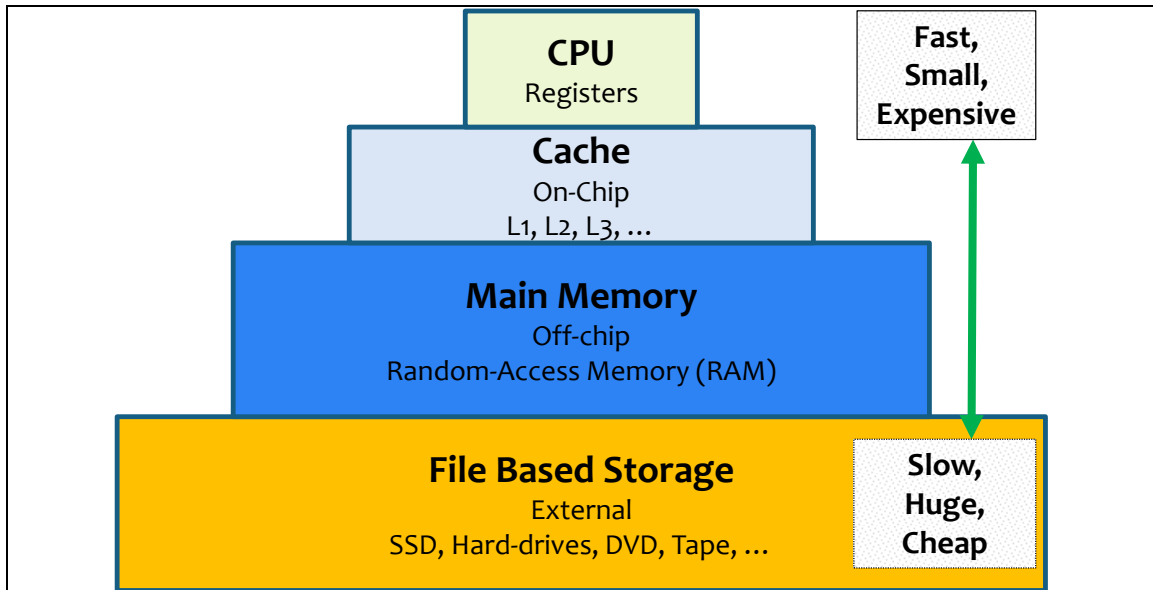 CPU
Registers
Cache
On-Chip
L1, L2, L3, …
Main Memory
Off-chip
Random-Access Memory (RAM)
File Based Storage
External
SSD, Hard-drives, DVD, Tape, …
Fast,
Small,
Expensive
Slow,
Huge,
Cheap